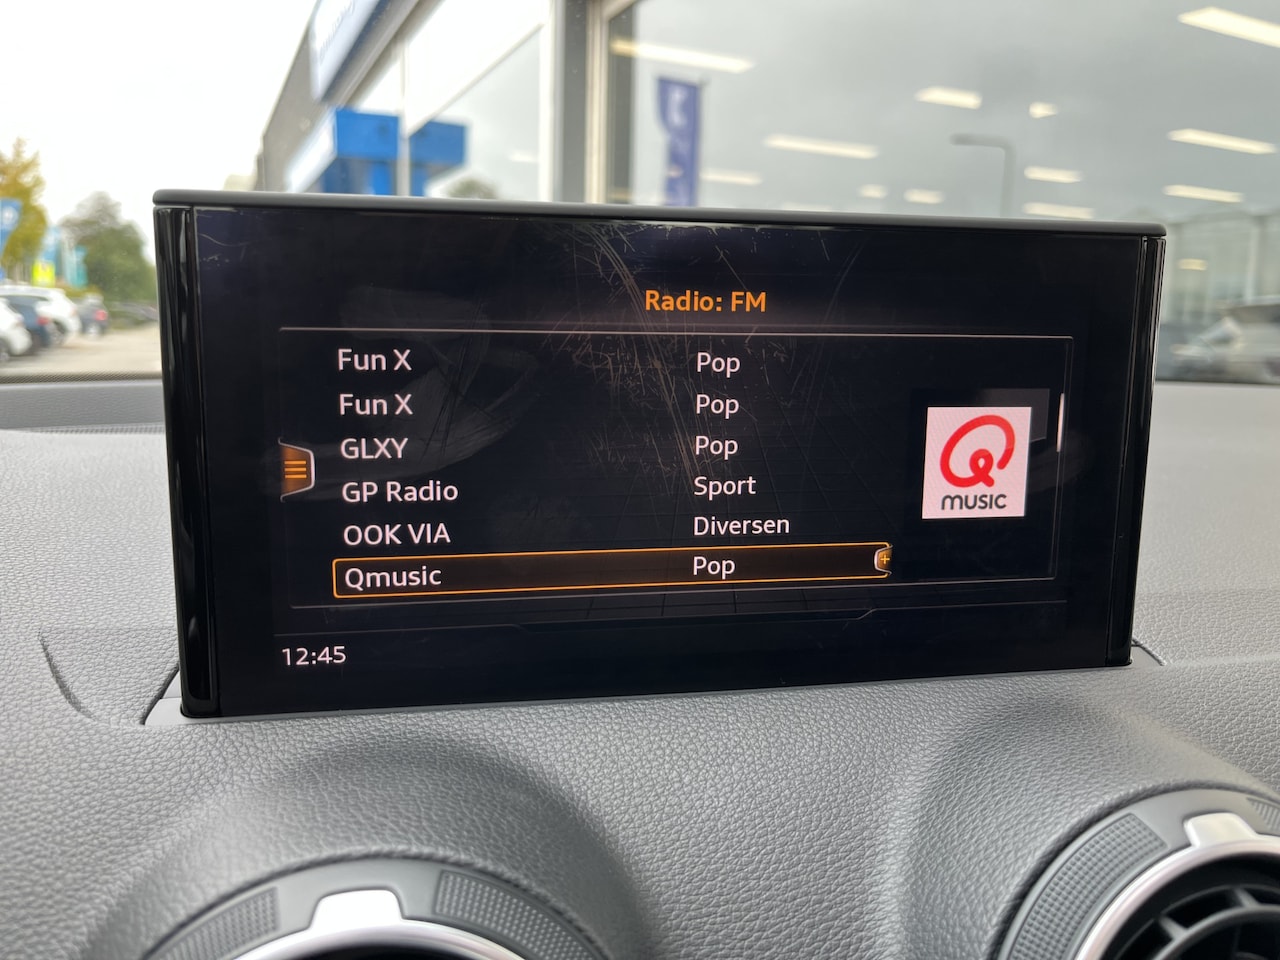 Radio: FM
Fun X Pop
Fun X Pop
GLXY Pop
GP Radio Sport
OOK VIA Diversen
Qmusic Pop
Q
MUSIC
12:45